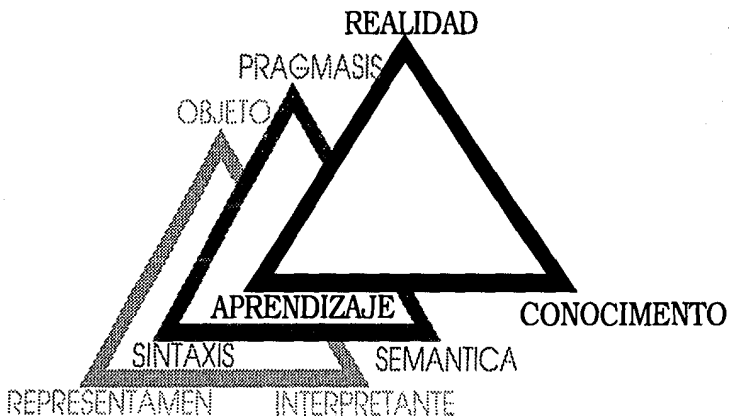 REALIDAD
PRAGMASIS
OBJETO
APRENDIZAJE
CONOCIMENTO
SINTAXIS
SEMANTICA
REPRESENTAMEN
INTERPRETANTE